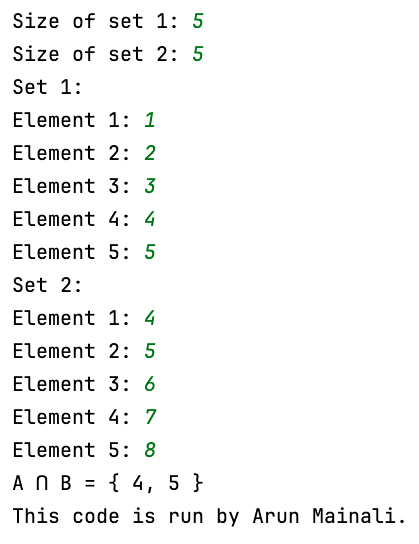 Size of set 1: 5
Size of set 2: 5
Set 1:
Element 1: 1
Element 2: 2
Element 3: 3
Element 4: 4
Element 5: 5
Set 2:
Element 1: 4
Element 2: 5
Element 3: 6
Element 4: 7
Element 5: 8
A ∩ B = { 4, 5 }
This code is run by Arun Mainali.